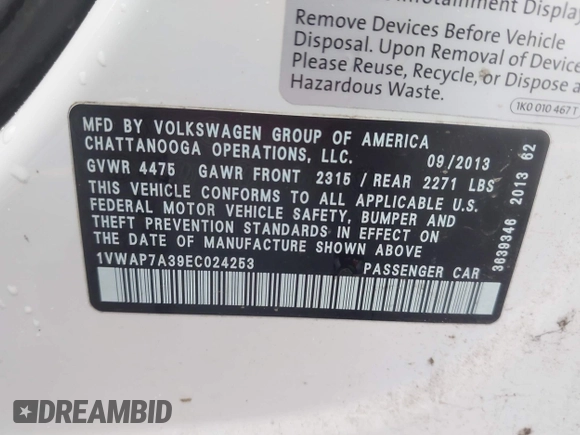 Infotainment Display
Remove Devices Before Vehicle
Disposal. Upon Removal of Device
Please Reuse, Recycle, or Dispose a
Hazardous Waste.
1K0 010 467 T
MFD BY VOLKSWAGEN GROUP OF AMERICA
CHATTANOOGA OPERATIONS, LLC. 09/2013
GVWR 4475 GAWR FRONT 2315 / REAR 2271 LBS
THIS VEHICLE CONFORMS TO ALL APPLICABLE U.S.
FEDERAL MOTOR VEHICLE SAFETY, BUMPER AND
THEFT PREVENTION STANDARDS IN EFFECT ON
THE DATE OF MANUFACTURE SHOWN ABOVE.
1VWAP7A39EC024253 PASSENGER CAR
3639346 2013 62
DREAMBID